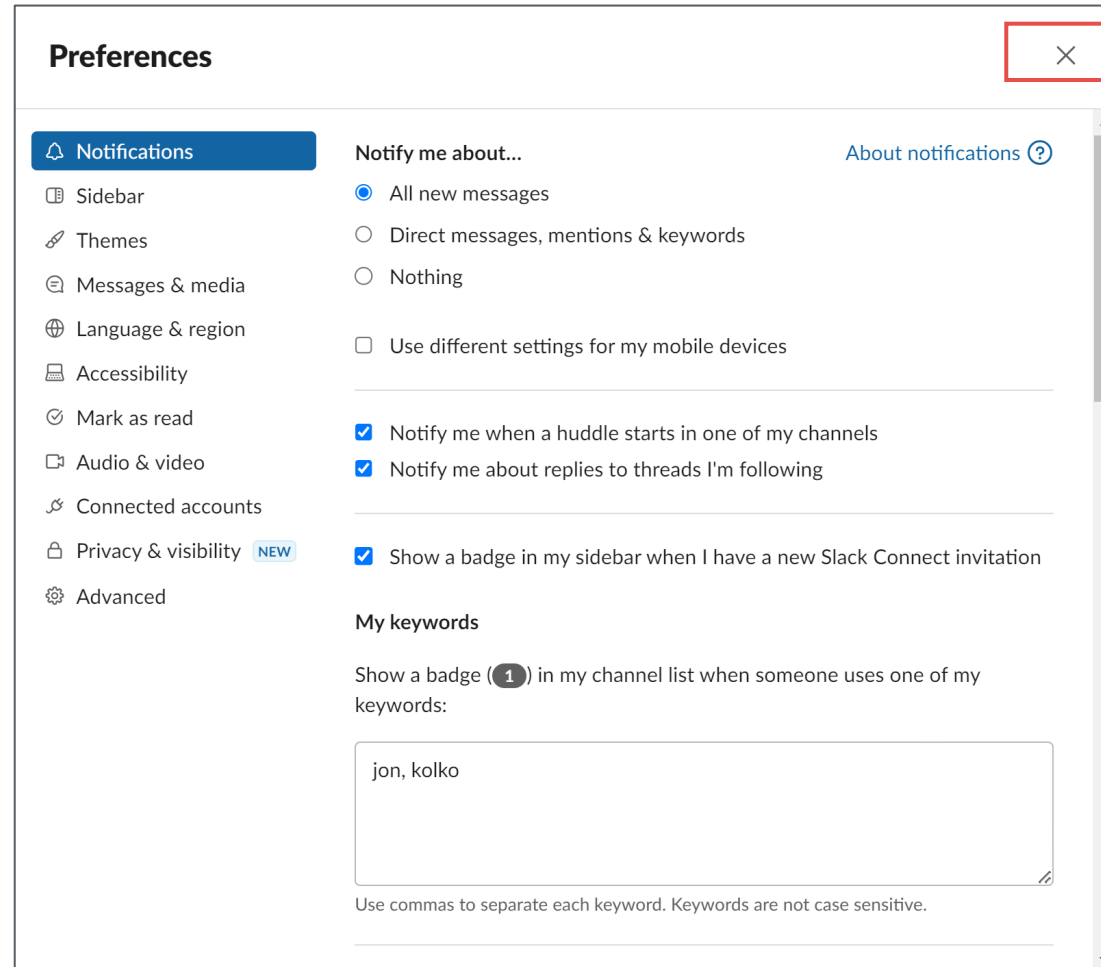 Preferences
Notifications
Sidebar
Themes
Messages & media
Language & region
Accessibility
Mark as read
Audio & video
Connected accounts
Privacy & visibility NEW
Advanced
Notify me about...
About notifications ?
All new messages
Direct messages, mentions & keywords
Nothing
Use different settings for my mobile devices
Notify me when a huddle starts in one of my channels
Notify me about replies to threads I'm following
Show a badge in my sidebar when I have a new Slack Connect invitation
My keywords
Show a badge (1) in my channel list when someone uses one of my
keywords:
jon, kolko
Use commas to separate each keyword. Keywords are not case sensitive.